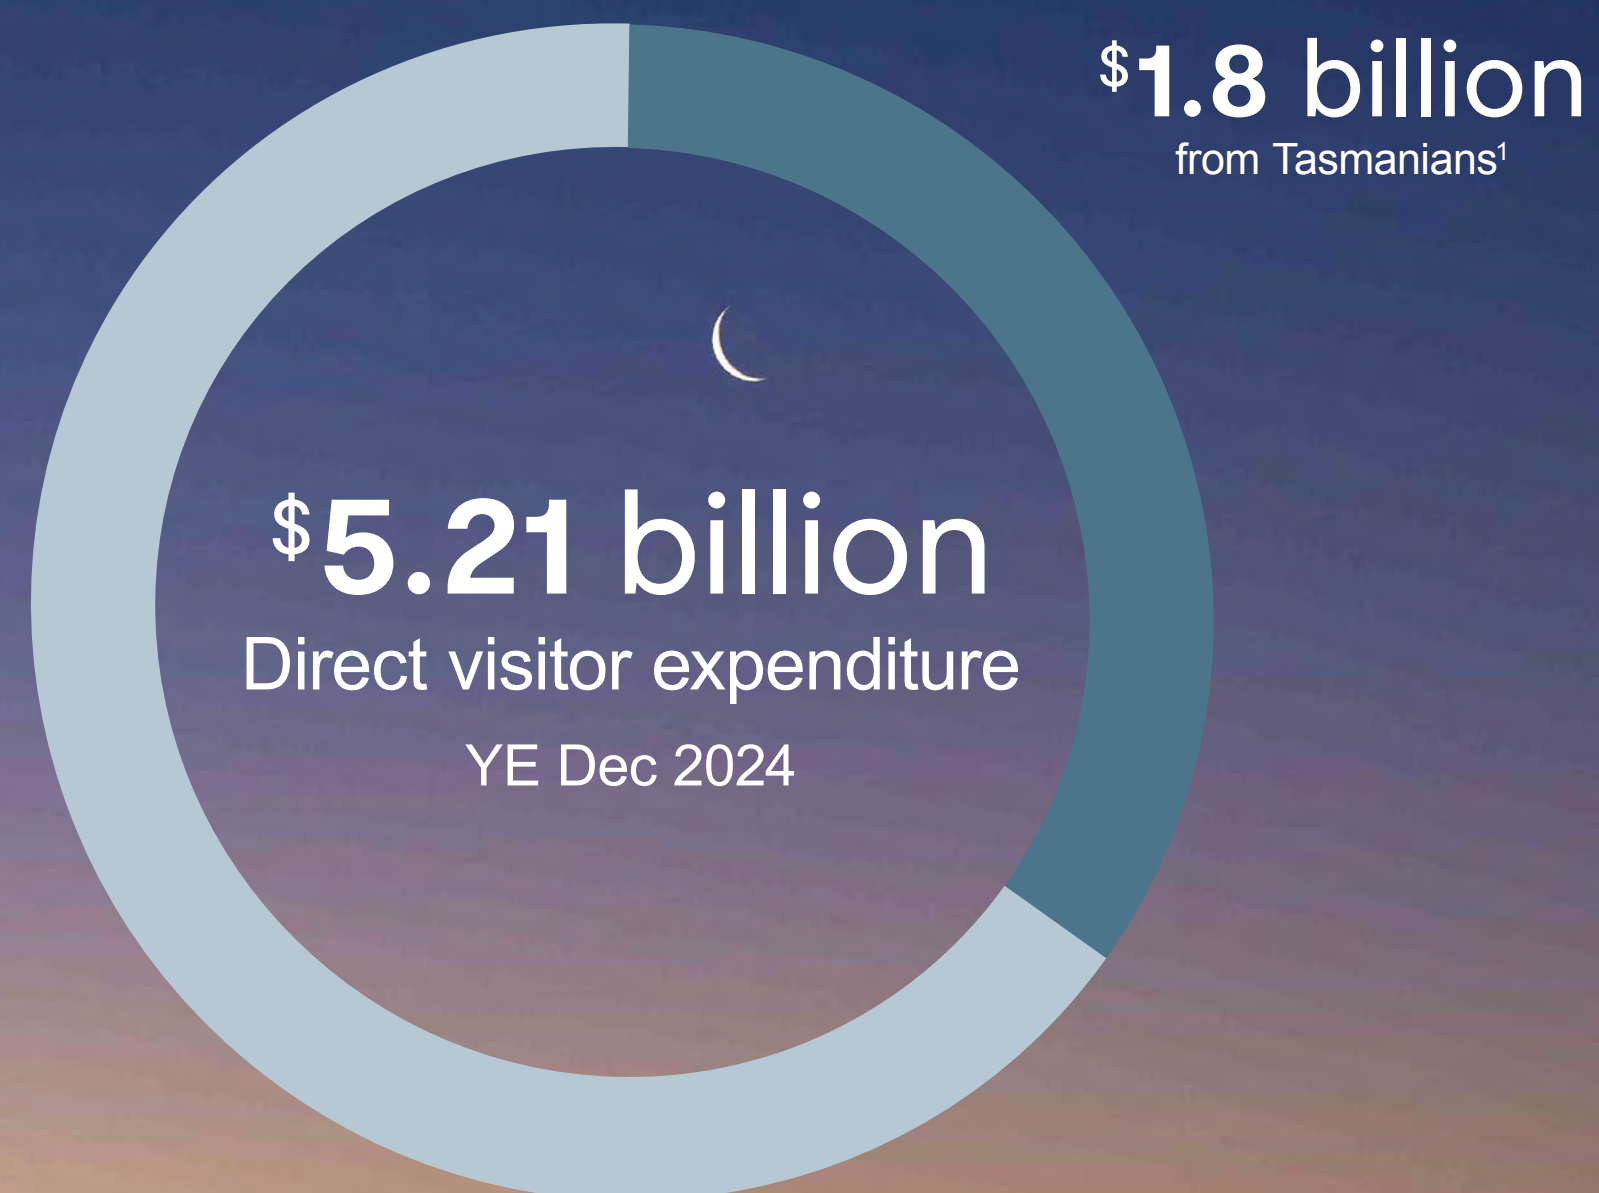 $1.8 billion
from Tasmanians¹
$5.21 billion
Direct visitor expenditure
YE Dec 2024